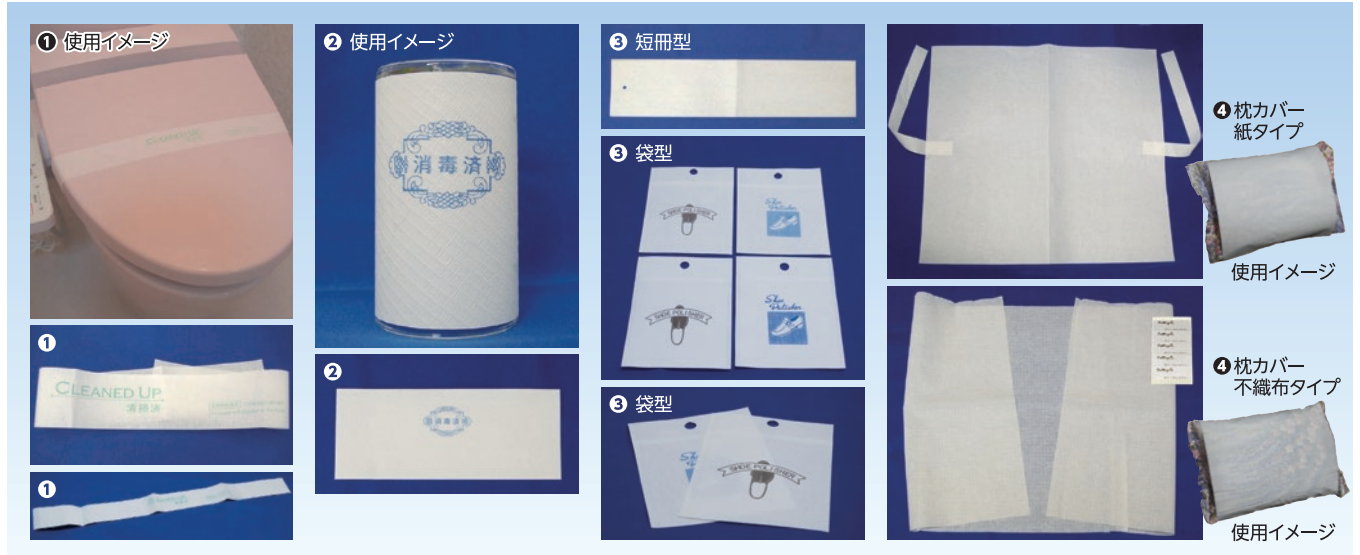 ❶ 使用イメージ
❶
CLEANED UP
清掃済
❶
❷ 使用イメージ
消毒済
❷
消毒済
❸ 短冊型
❸ 袋型
SHOE POLISHER
Shoe
Polisher
SHOE POLISHER
Shoe
Polisher
❸ 袋型
SHOE POLISHER
❹ 枕カバー
紙タイプ
使用イメージ
❹ 枕カバー
不織布タイプ
使用イメージ